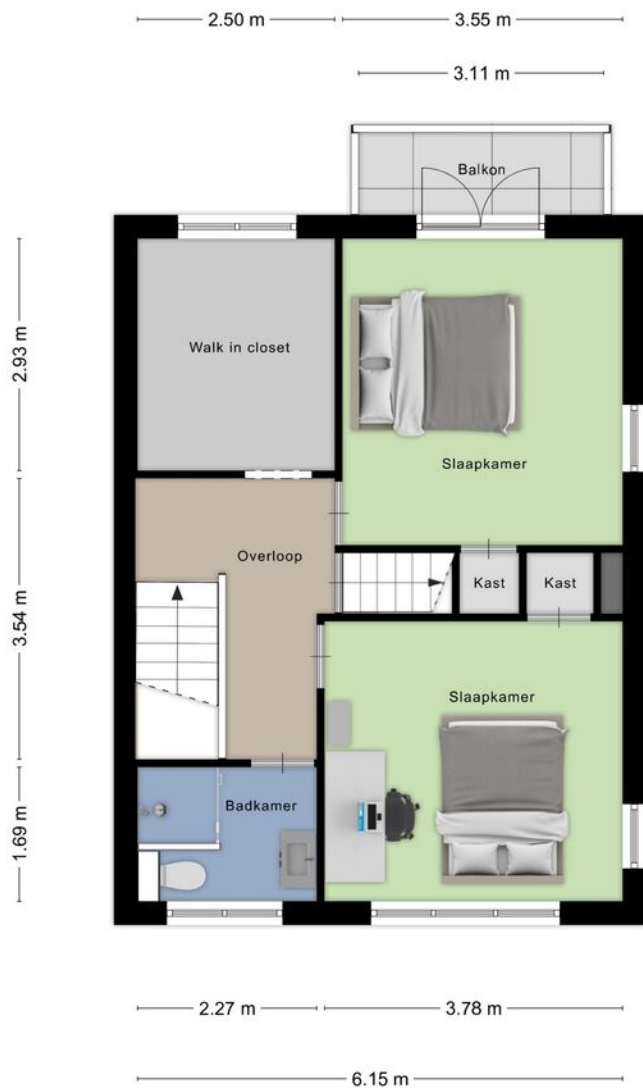 2.50 m
3.55 m
3.11 m
Balkon
2.93 m
Walk in closet
Slaapkamer
3.54 m
Overloop
Kast
Kast
Slaapkamer
1.69 m
Badkamer
2.27 m
3.78 m
6.15 m